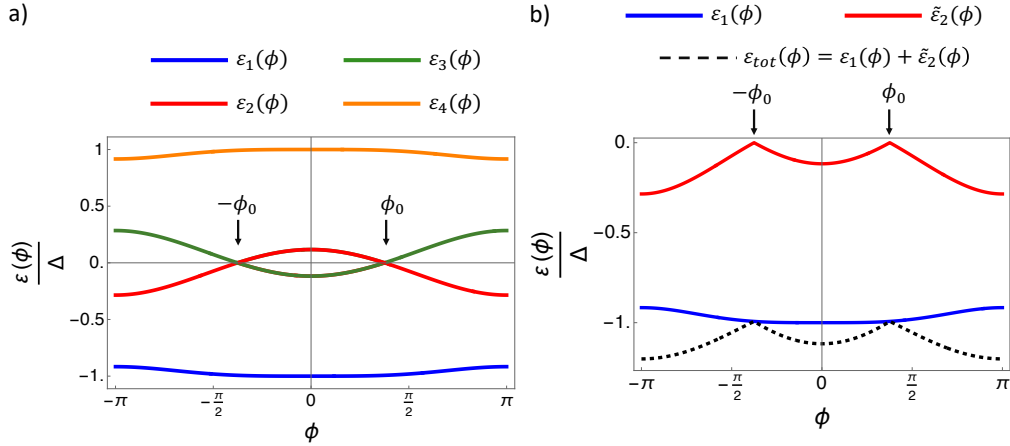 a)
ε₁(ϕ)
ε₃(ϕ)
ε₂(ϕ)
ε₄(ϕ)
−ϕ₀
ϕ₀
ε(ϕ)/Δ
1
0.5
0.
−0.5
−1.
−π
−π/2
0
π/2
π
ϕ
b)
ε₁(ϕ)
ε̃₂(ϕ)
ε_tot(ϕ) = ε₁(ϕ) + ε̃₂(ϕ)
−ϕ₀
ϕ₀
ε(ϕ)/Δ
0.
−0.5
−1.
−π
−π/2
0
π/2
π
ϕ